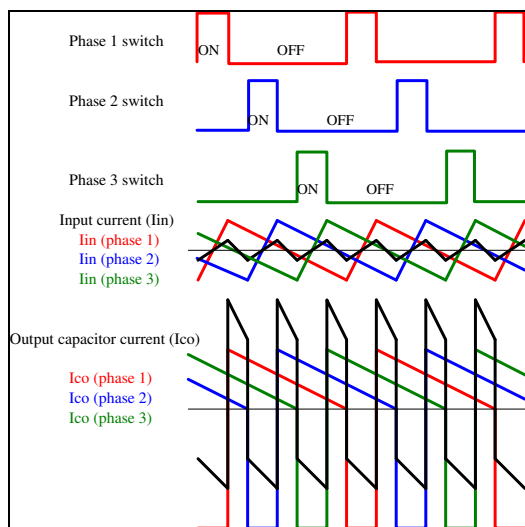 Phase 1 switch
ON
OFF
Phase 2 switch
ON
OFF
Phase 3 switch
ON
OFF
Input current (Iin)
Iin (phase 1)
Iin (phase 2)
Iin (phase 3)
Output capacitor current (Ico)
Ico (phase 1)
Ico (phase 2)
Ico (phase 3)